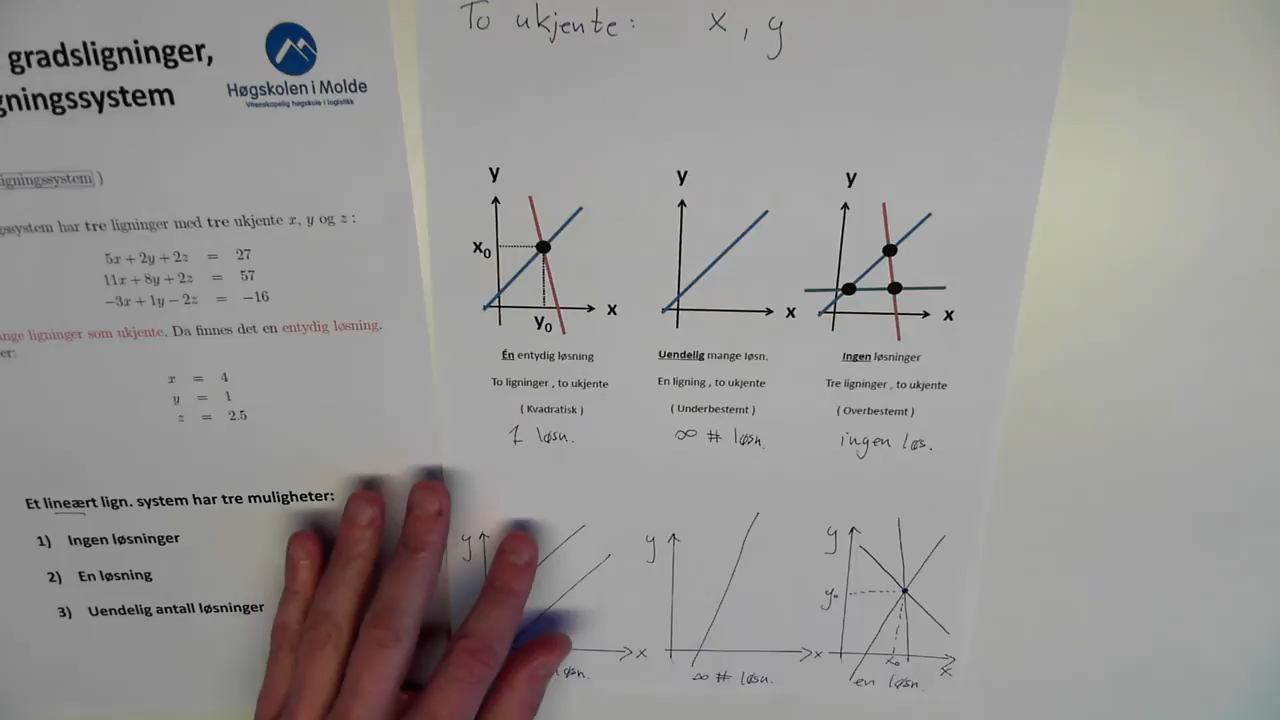 gradsligninger,
gningssystem
Høgskolen i Molde
Vitenskapelig høgskole i logistikk
igningssystem )
gssystem har tre ligninger med tre ukjente x, y og z :
5x + 2y + 2z = 27
11x + 8y + 2z = 57
−3x + 1y − 2z = −16
ange ligninger som ukjente. Da finnes det en entydig løsning.
er:
x = 4
y = 1
z = 2.5
Et lineært lign. system har tre muligheter:
1) Ingen løsninger
2) En løsning
3) Uendelig antall løsninger
To ukjente: x, y
y
x₀
y₀
x
y
x
y
x
Én entydig løsning
To ligninger , to ukjente
( Kvadratisk )
1 løsn.
Uendelig mange løsn.
En ligning , to ukjente
( Underbestemt )
∞ # løsn.
Ingen løsninger
Tre ligninger , to ukjente
( Overbestemt )
ingen løs.
y
x
løsn.
y
x
∞ # løsn.
y
y₀
x₀
x
en løsn.